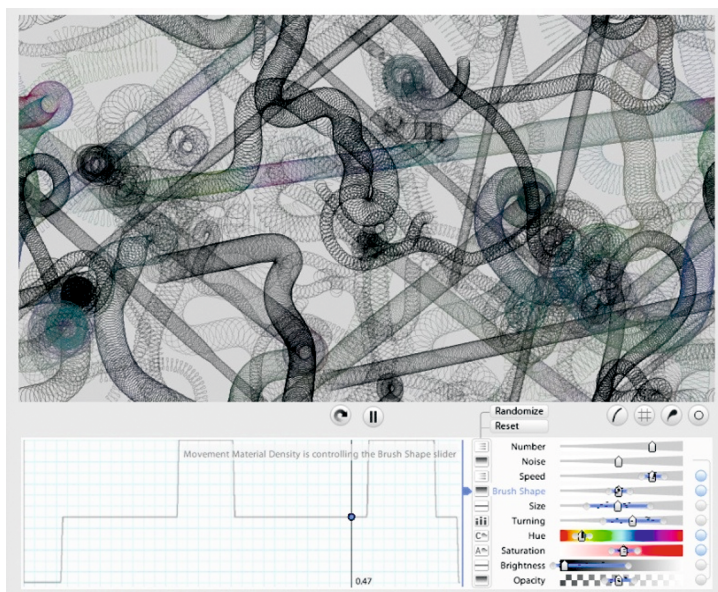 Randomize
Reset
Movement Material Density is controlling the Brush Shape slider
0.47
Number
Noise
Speed
Brush Shape
Size
Turning
Hue
Saturation
Brightness
Opacity